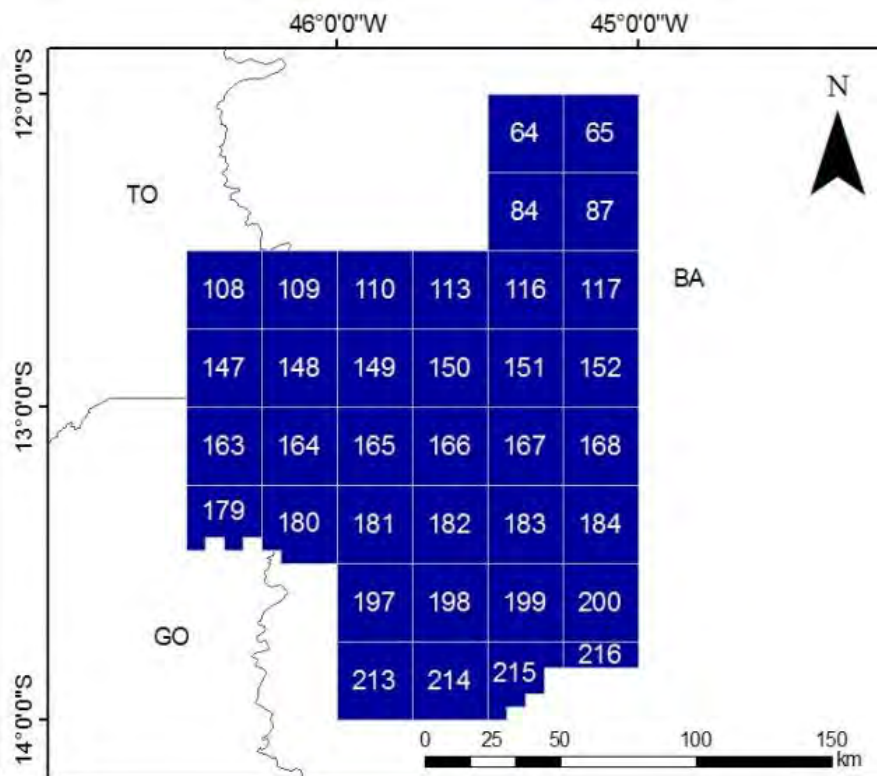 46°0'0"W 45°0'0"W
12°0'0"S
N
64 65
TO
84 87
BA
108 109 110 113 116 117
147 148 149 150 151 152
13°0'0"S
163 164 165 166 167 168
179 180 181 182 183 184
197 198 199 200
GO
216
213 214 215
14°0'0"S
0 25 50 100 150
km